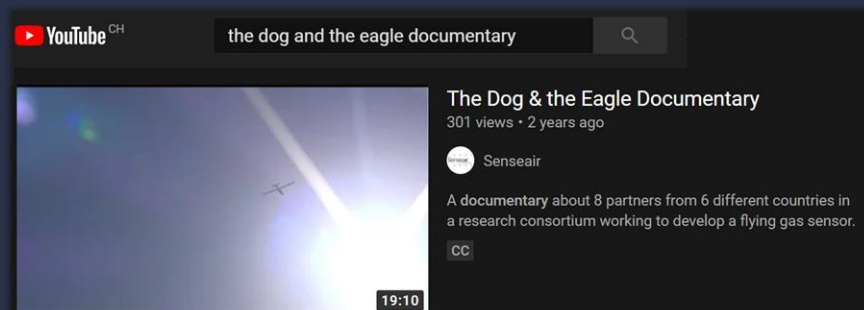 YouTube CH
the dog and the eagle documentary
The Dog & the Eagle Documentary
301 views • 2 years ago
Senseair
Senseair
A documentary about 8 partners from 6 different countries in
a research consortium working to develop a flying gas sensor.
CC
19:10